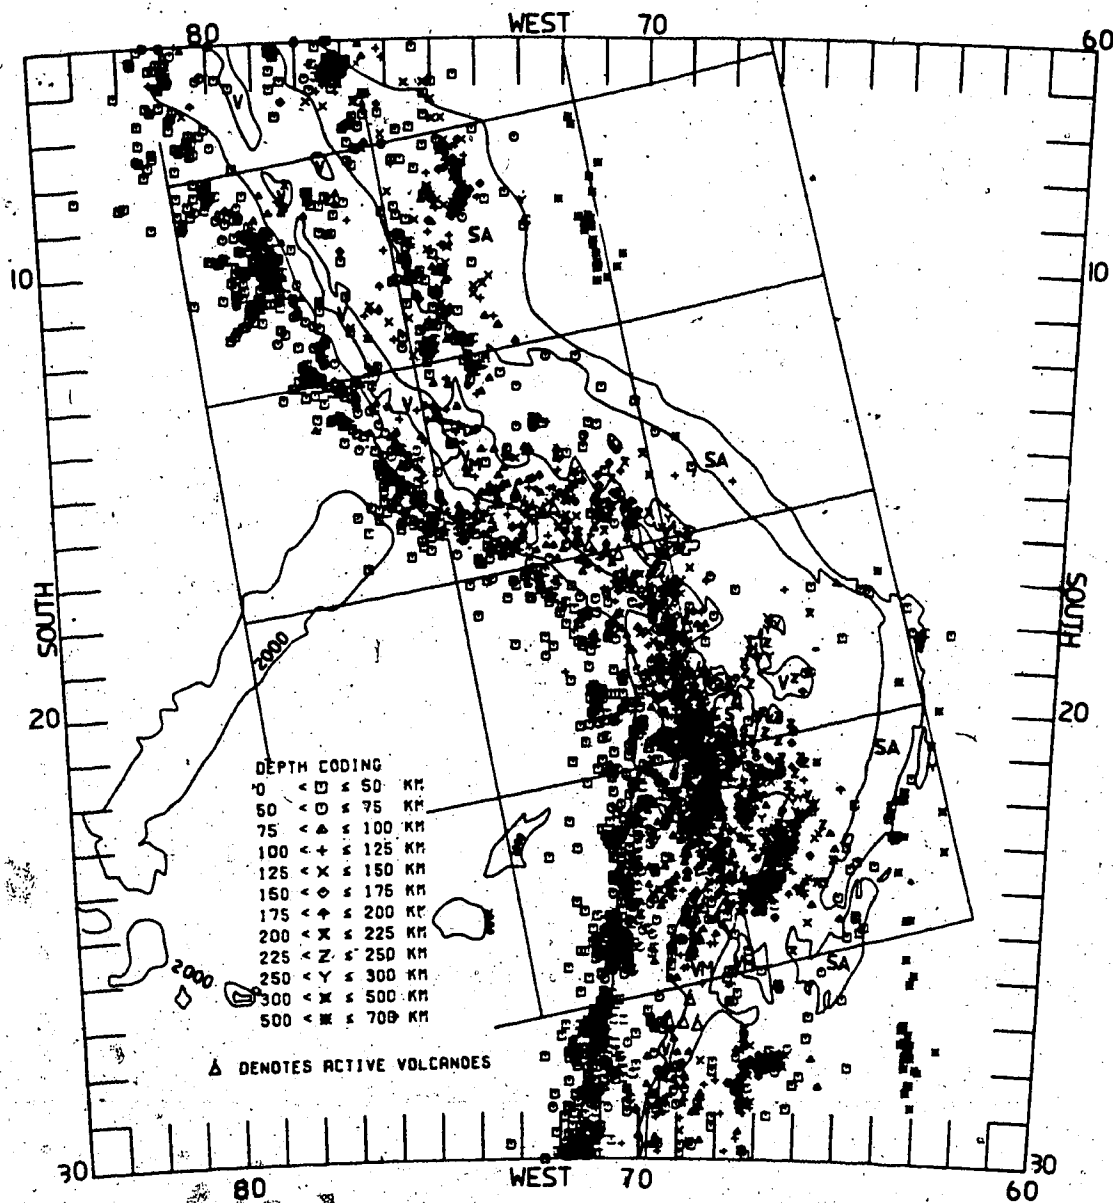 WEST
80 70 60
V
SA
10 10
V
V
SA
SOUTH SOUTH
2000
V
20 20
SA
DEPTH CODING
0 < ≤ 50 KM
50 < ≤ 75 KM
75 < ≤ 100 KM
100 < + ≤ 125 KM
125 < × ≤ 150 KM
150 < ≤ 175 KM
175 < ≤ 200 KM
200 < ≤ 225 KM
225 < Z ≤ 250 KM
250 < Y ≤ 300 KM
300 < ≤ 500 KM
500 < ≤ 700 KM
2000
VM
SA
V
Δ DENOTES ACTIVE VOLCANOES
30 30
80 70 60
WEST